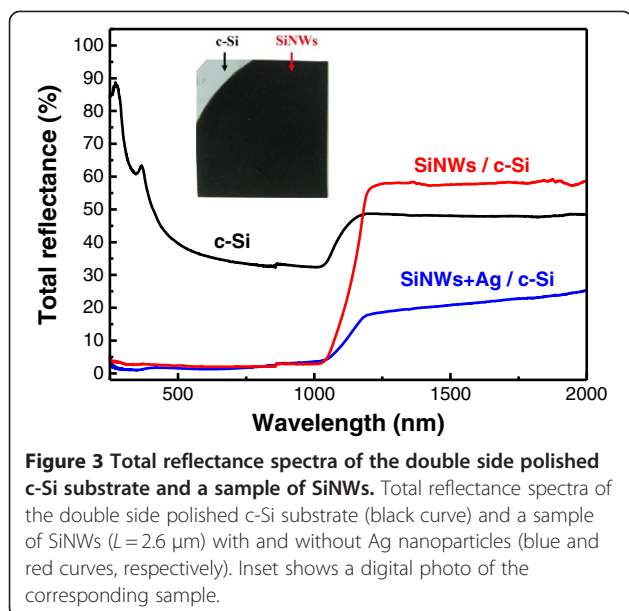 c-Si SiNWs
100
90
80
70
60
50
40
30
20
10
0
Total reflectance (%)
SiNWs / c-Si
c-Si
SiNWs+Ag / c-Si
500 1000 1500 2000
Wavelength (nm)
Figure 3 Total reflectance spectra of the double side polished
c-Si substrate and a sample of SiNWs. Total reflectance spectra of
the double side polished c-Si substrate (black curve) and a sample
of SiNWs (L = 2.6 μm) with and without Ag nanoparticles (blue and
red curves, respectively). Inset shows a digital photo of the
corresponding sample.